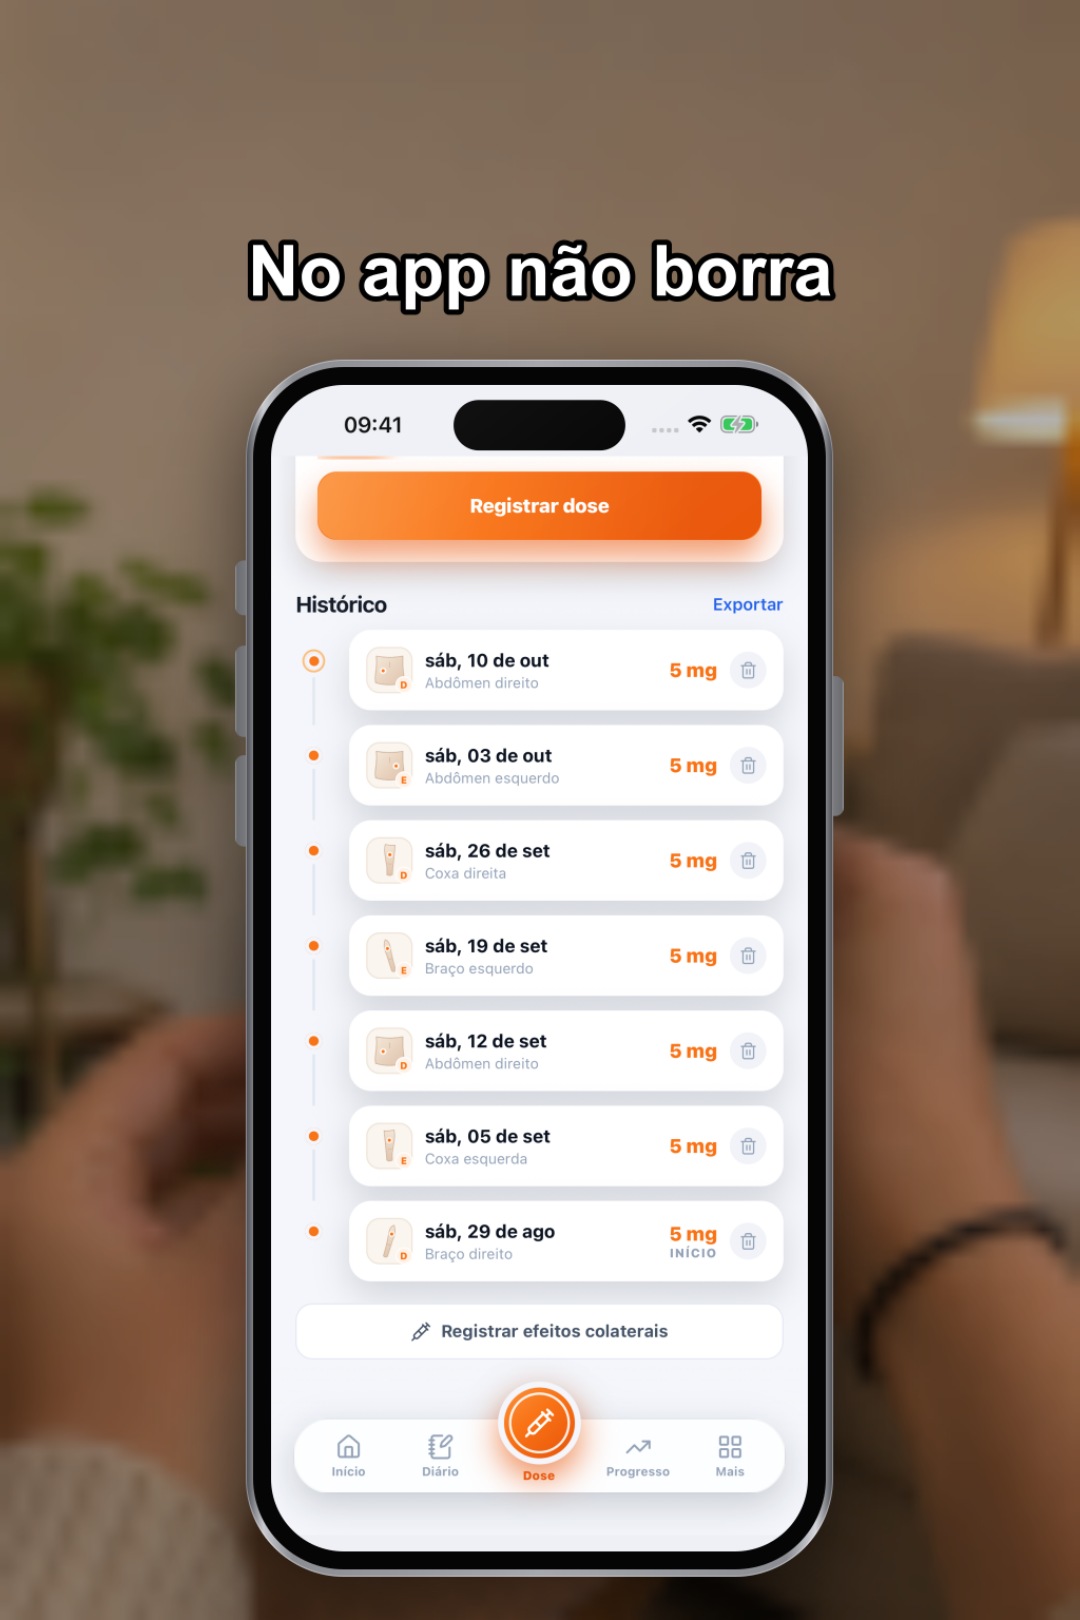 No app não borra
09:41
Registrar dose
Histórico
Exportar
sáb, 10 de out
Abdômen direito
5 mg
D
sáb, 03 de out
Abdômen esquerdo
5 mg
E
sáb, 26 de set
Coxa direita
5 mg
D
sáb, 19 de set
Braço esquerdo
5 mg
E
sáb, 12 de set
Abdômen direito
5 mg
D
sáb, 05 de set
Coxa esquerda
5 mg
E
sáb, 29 de ago
Braço direito
5 mg
INÍCIO
D
Registrar efeitos colaterais
Início
Diário
Dose
Progresso
Mais